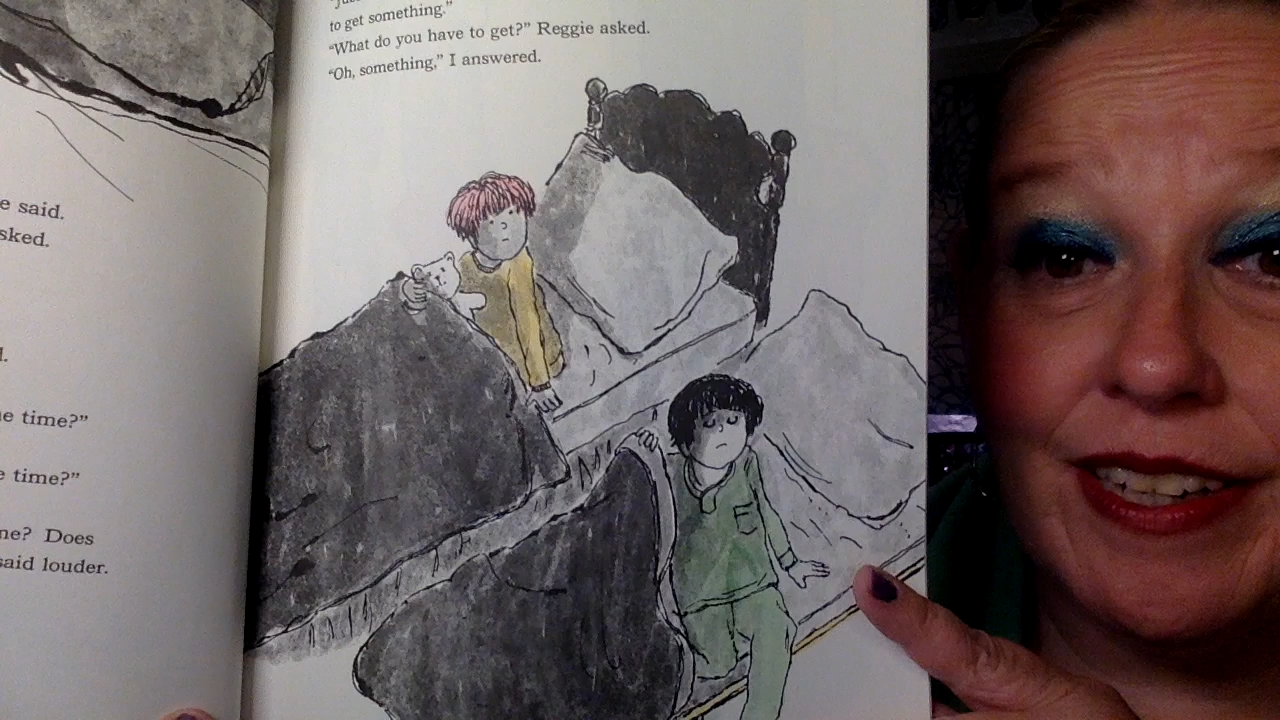 e said.
sked.
e time?”
e time?”
ne? Does
said louder.
to get something.”
“What do you have to get?” Reggie asked.
“Oh, something,” I answered.